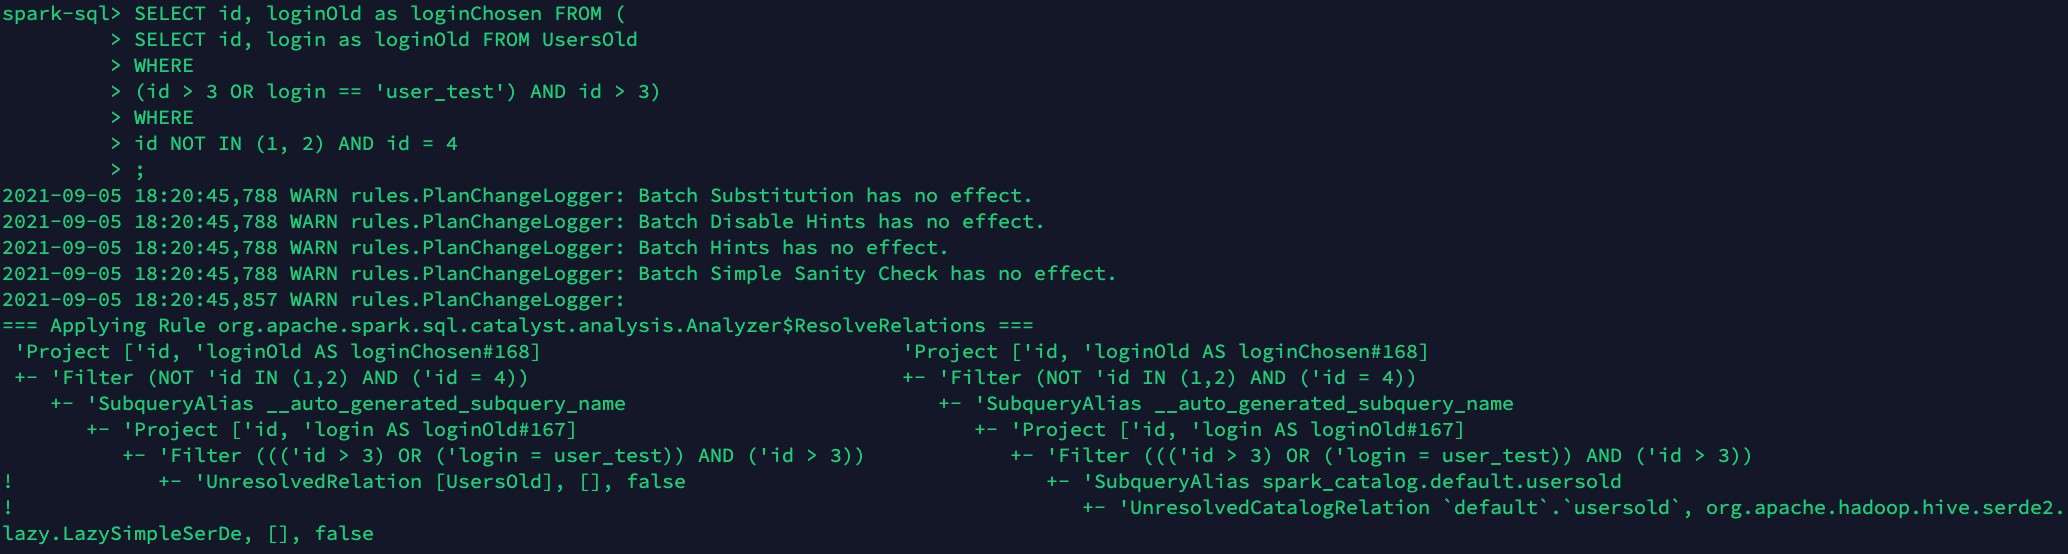 spark-sql> SELECT id, loginOld as loginChosen FROM (
         > SELECT id, login as loginOld FROM UsersOld
         > WHERE
         > (id > 3 OR login == 'user_test') AND id > 3)
         > WHERE
         > id NOT IN (1, 2) AND id = 4
         > ;
2021-09-05 18:20:45,788 WARN rules.PlanChangeLogger: Batch Substitution has no effect.
2021-09-05 18:20:45,788 WARN rules.PlanChangeLogger: Batch Disable Hints has no effect.
2021-09-05 18:20:45,788 WARN rules.PlanChangeLogger: Batch Hints has no effect.
2021-09-05 18:20:45,788 WARN rules.PlanChangeLogger: Batch Simple Sanity Check has no effect.
2021-09-05 18:20:45,857 WARN rules.PlanChangeLogger:
=== Applying Rule org.apache.spark.sql.catalyst.analysis.Analyzer$ResolveRelations ===
 'Project ['id, 'loginOld AS loginChosen#168]                              'Project ['id, 'loginOld AS loginChosen#168]
 +- 'Filter (NOT 'id IN (1,2) AND ('id = 4))                               +- 'Filter (NOT 'id IN (1,2) AND ('id = 4))
    +- 'SubqueryAlias __auto_generated_subquery_name                          +- 'SubqueryAlias __auto_generated_subquery_name
       +- 'Project ['id, 'login AS loginOld#167]                                 +- 'Project ['id, 'login AS loginOld#167]
          +- 'Filter ((('id > 3) OR ('login = user_test)) AND ('id > 3))            +- 'Filter ((('id > 3) OR ('login = user_test)) AND ('id > 3))
!            +- 'UnresolvedRelation [UsersOld], [], false                              +- 'SubqueryAlias spark_catalog.default.usersold
!                                                                                         +- 'UnresolvedCatalogRelation `default`.`usersold`, org.apache.hadoop.hive.serde2.
lazy.LazySimpleSerDe, [], false